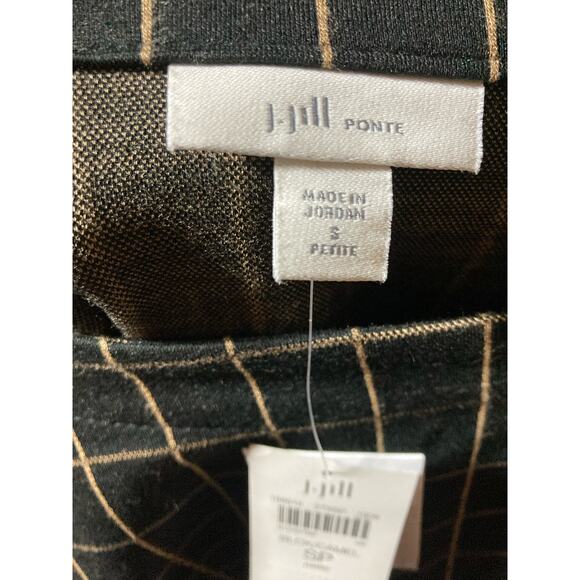 J.Jill PONTE
MADE IN
JORDAN
S
PETITE
J.Jill
SP